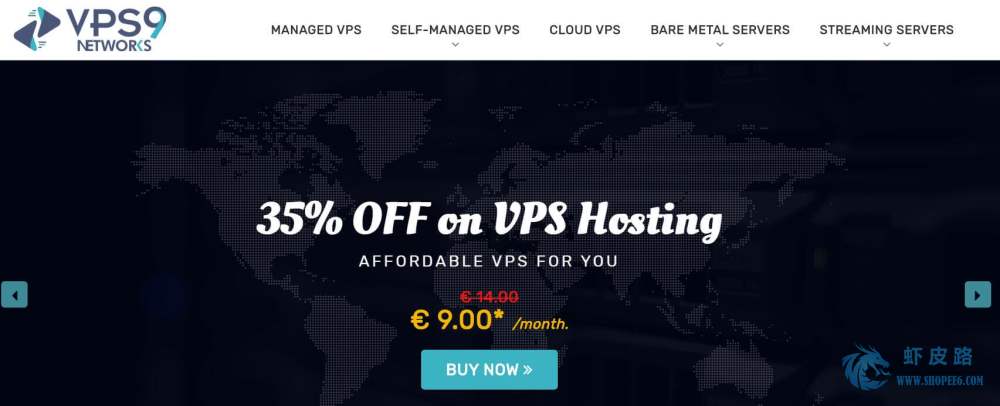 VPS9
NETWORKS
MANAGED VPS
SELF-MANAGED VPS
CLOUD VPS
BARE METAL SERVERS
STREAMING SERVERS
35% OFF on VPS Hosting
AFFORDABLE VPS FOR YOU
€ 14.00
€ 9.00* /month.
BUY NOW »
虾皮路
WWW.SHOPEE6.COM